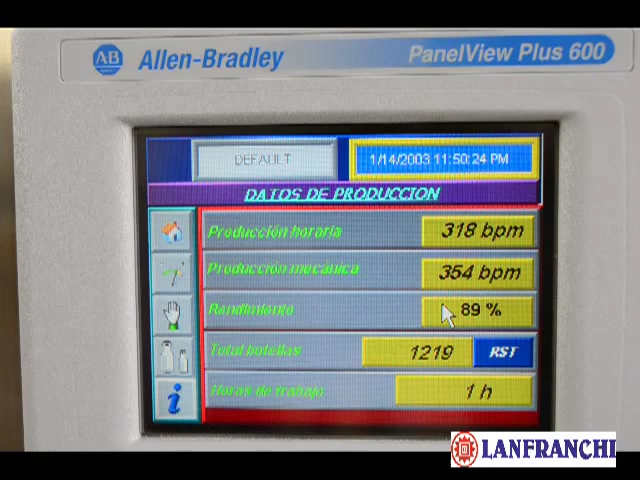 AB Allen-Bradley PanelView Plus 600
DEFAULT 1/14/2003 11:50:24 PM
DATOS DE PRODUCCION
Producción horaria 318 bpm
Producción mecánica 354 bpm
Rendimiento 89 %
Total botellas 1219 RST
Horas de trabajo 1 h
LANFRANCHI